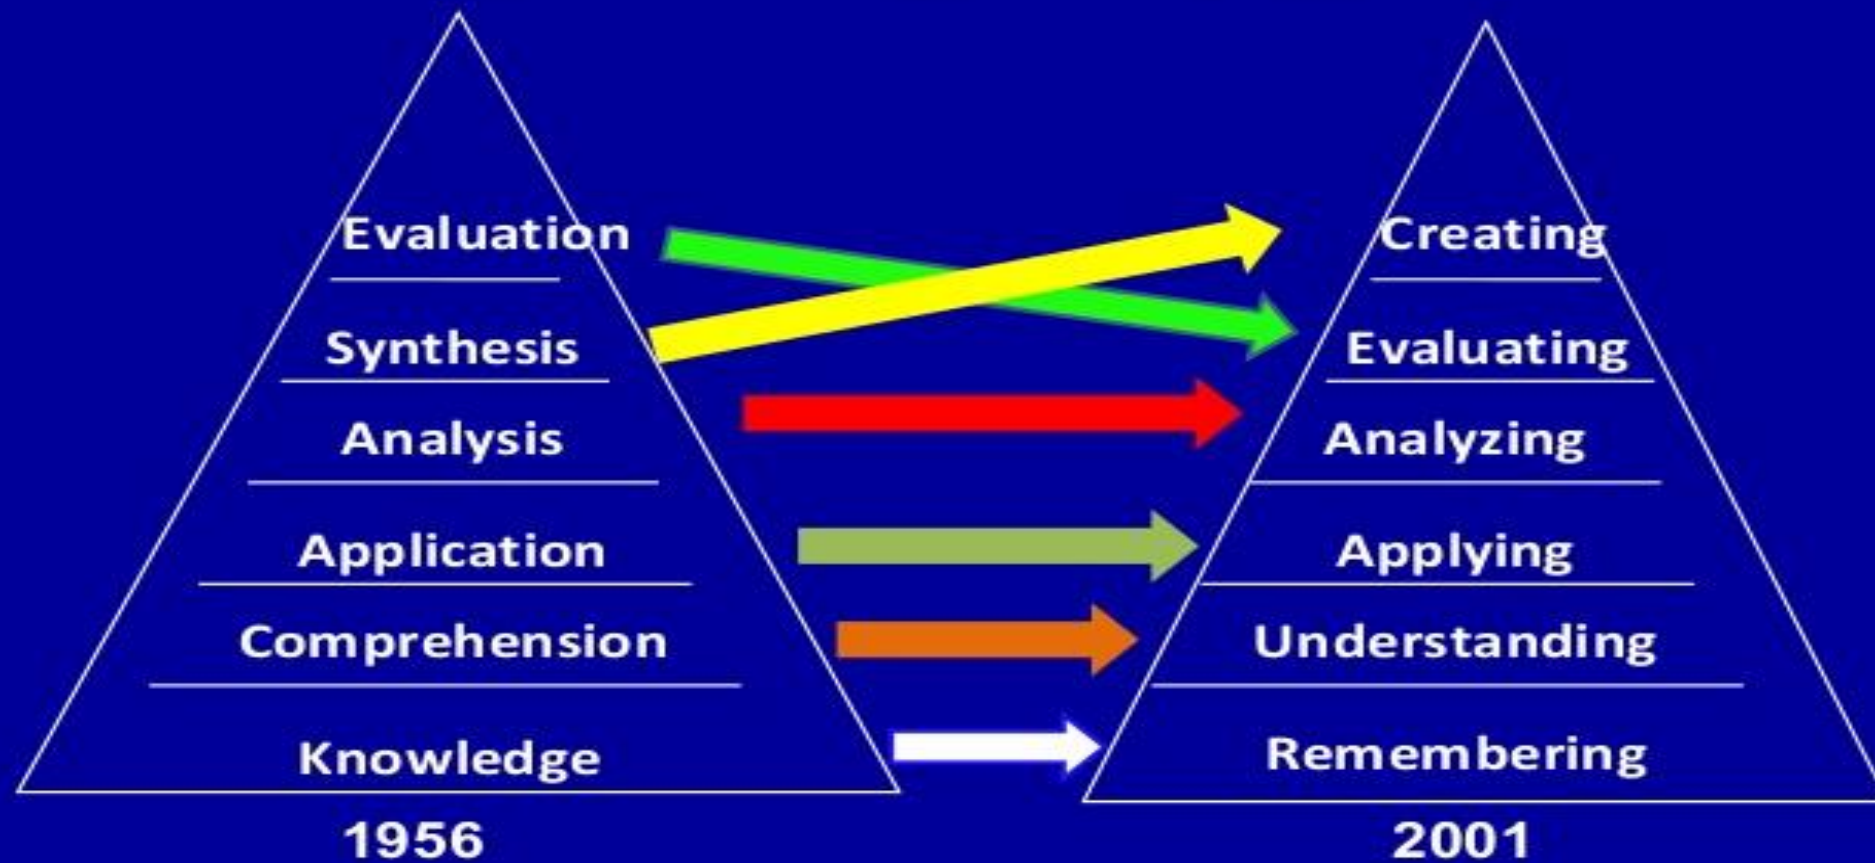 Evaluation
Synthesis
Analysis
Application
Comprehension
Knowledge
1956
Creating
Evaluating
Analyzing
Applying
Understanding
Remembering
2001